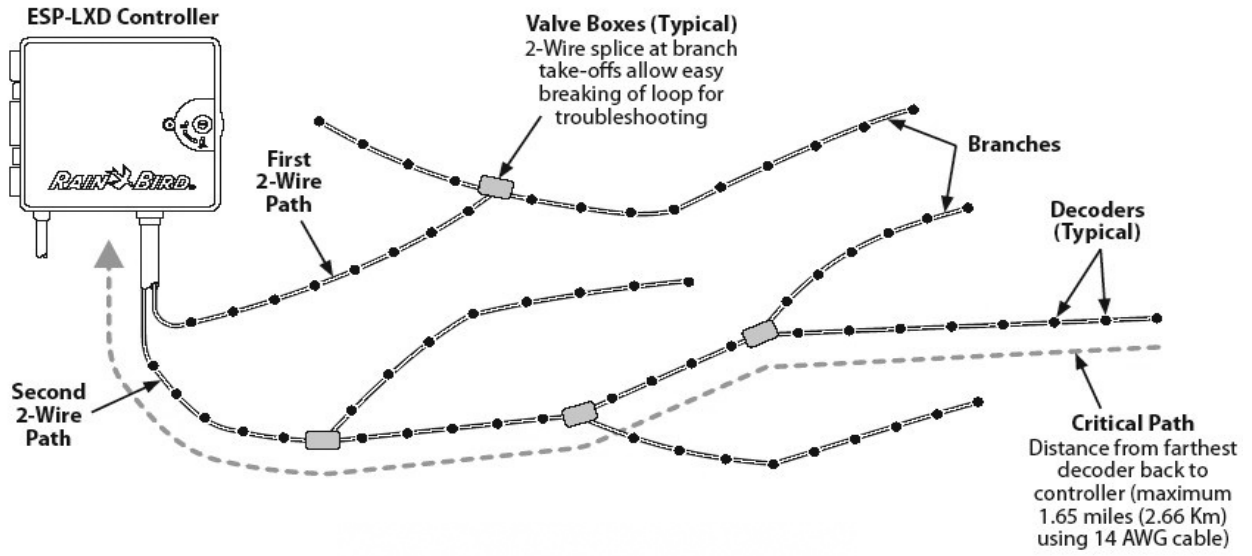 ESP-LXD Controller
RAIN BIRD
Valve Boxes (Typical)
2-Wire splice at branch
take-offs allow easy
breaking of loop for
troubleshooting
First
2-Wire
Path
Branches
Decoders
(Typical)
Second
2-Wire
Path
Critical Path
Distance from farthest
decoder back to
controller (maximum
1.65 miles (2.66 Km)
using 14 AWG cable)